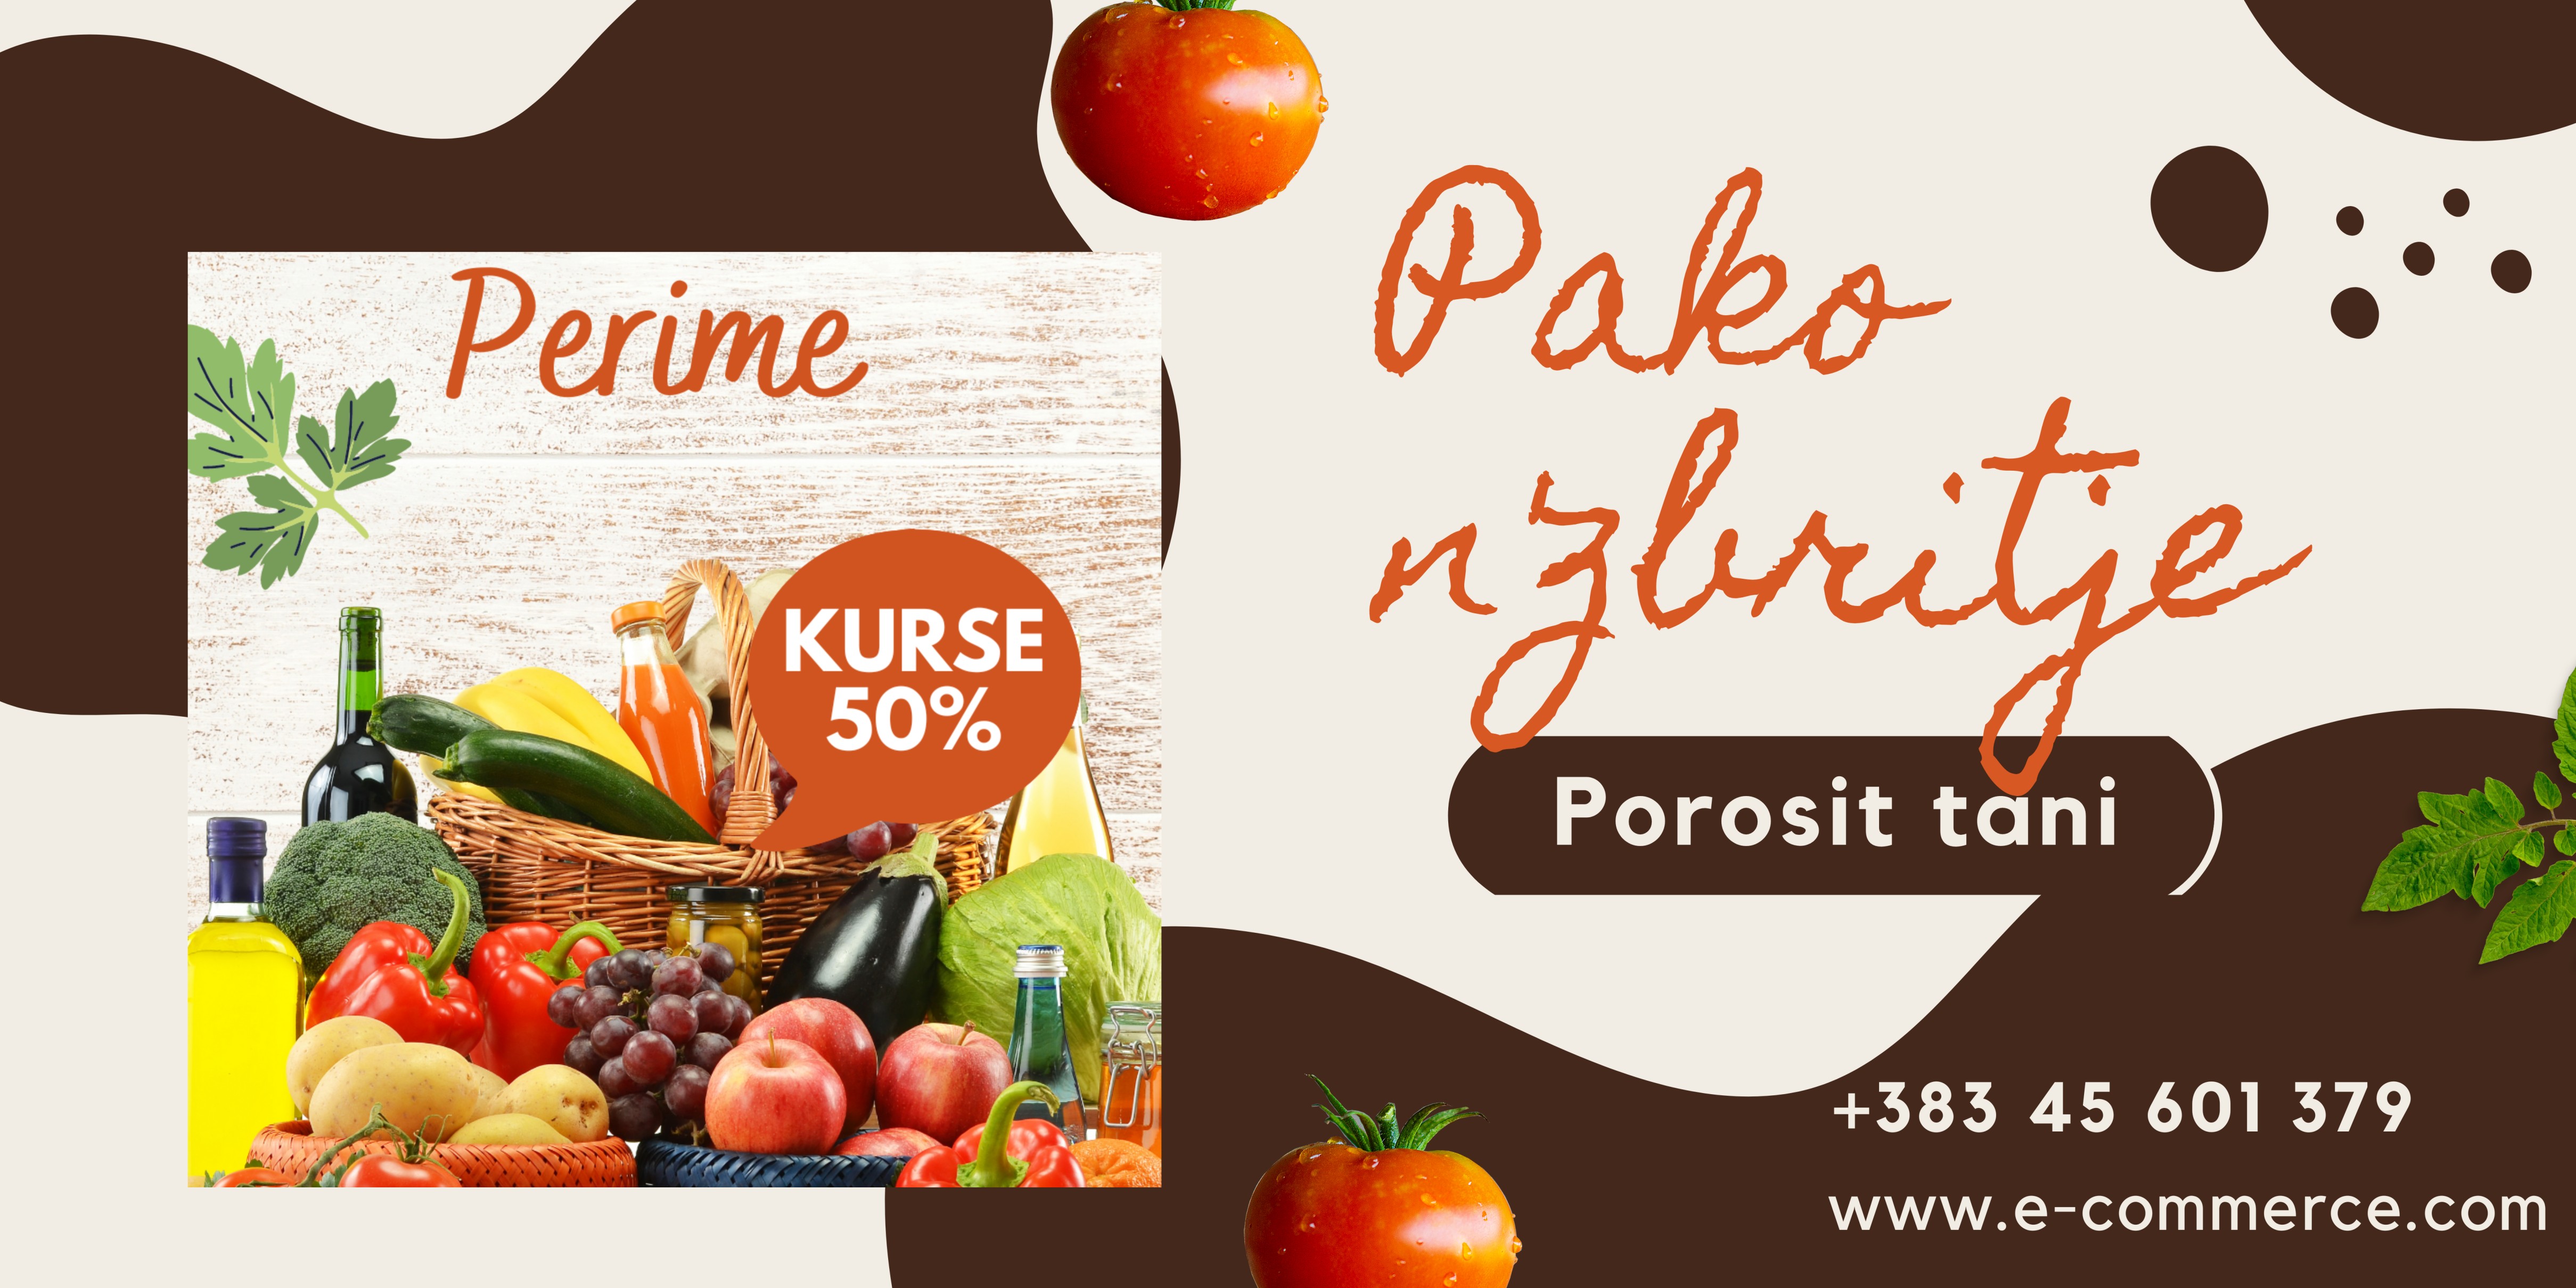 Perime
KURSE
50%
Pako
nzbritje
Porosit tani
+383 45 601 379
www.e-commerce.com